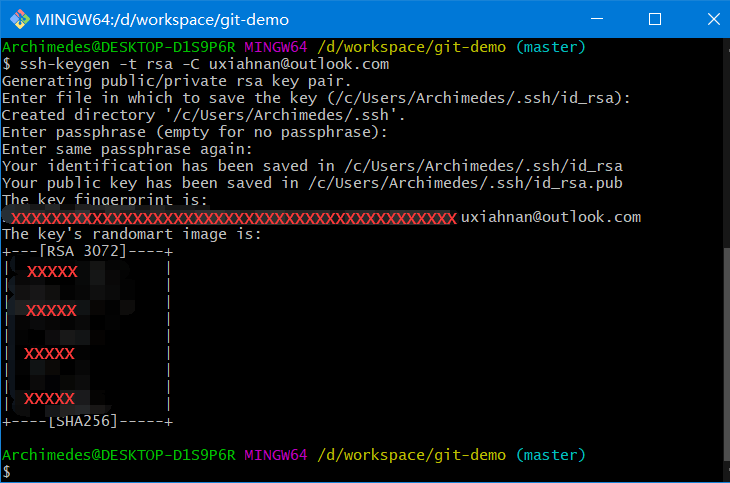 MINGW64:/d/workspace/git-demo
Archimedes@DESKTOP-D1S9P6R MINGW64 /d/workspace/git-demo (master)
$ ssh-keygen -t rsa -C uxiahnan@outlook.com
Generating public/private rsa key pair.
Enter file in which to save the key (/c/Users/Archimedes/.ssh/id_rsa):
Created directory '/c/Users/Archimedes/.ssh'.
Enter passphrase (empty for no passphrase):
Enter same passphrase again:
Your identification has been saved in /c/Users/Archimedes/.ssh/id_rsa
Your public key has been saved in /c/Users/Archimedes/.ssh/id_rsa.pub
The key fingerprint is:
XXXXXXXXXXXXXXXXXXXXXXXXXXXXXXXXXXXXXXXXXXX uxiahnan@outlook.com
The key's randomart image is:
+---[RSA 3072]----+
| XXXXX |
| XXXXX |
| XXXXX |
| XXXXX |
+----[SHA256]-----+
Archimedes@DESKTOP-D1S9P6R MINGW64 /d/workspace/git-demo (master)
$